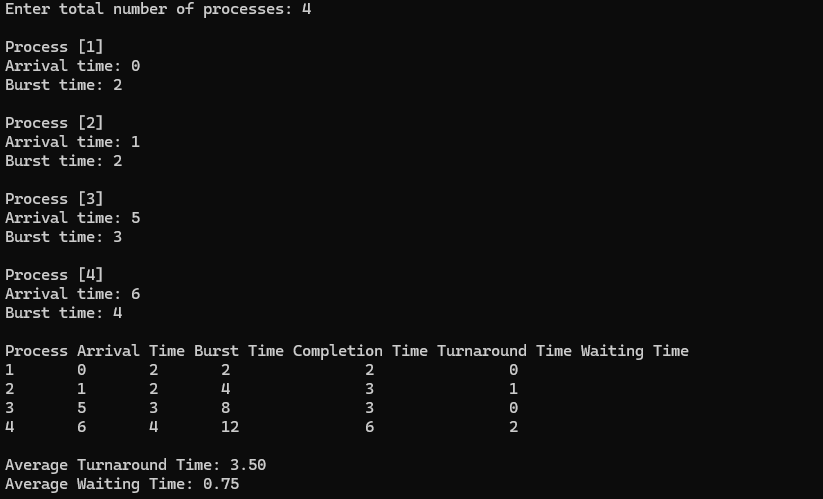 Enter total number of processes: 4
Process [1]
Arrival time: 0
Burst time: 2
Process [2]
Arrival time: 1
Burst time: 2
Process [3]
Arrival time: 5
Burst time: 3
Process [4]
Arrival time: 6
Burst time: 4
Process Arrival Time Burst Time Completion Time Turnaround Time Waiting Time
1 0 2 2 2 0
2 1 2 4 3 1
3 5 3 8 3 0
4 6 4 12 6 2
Average Turnaround Time: 3.50
Average Waiting Time: 0.75